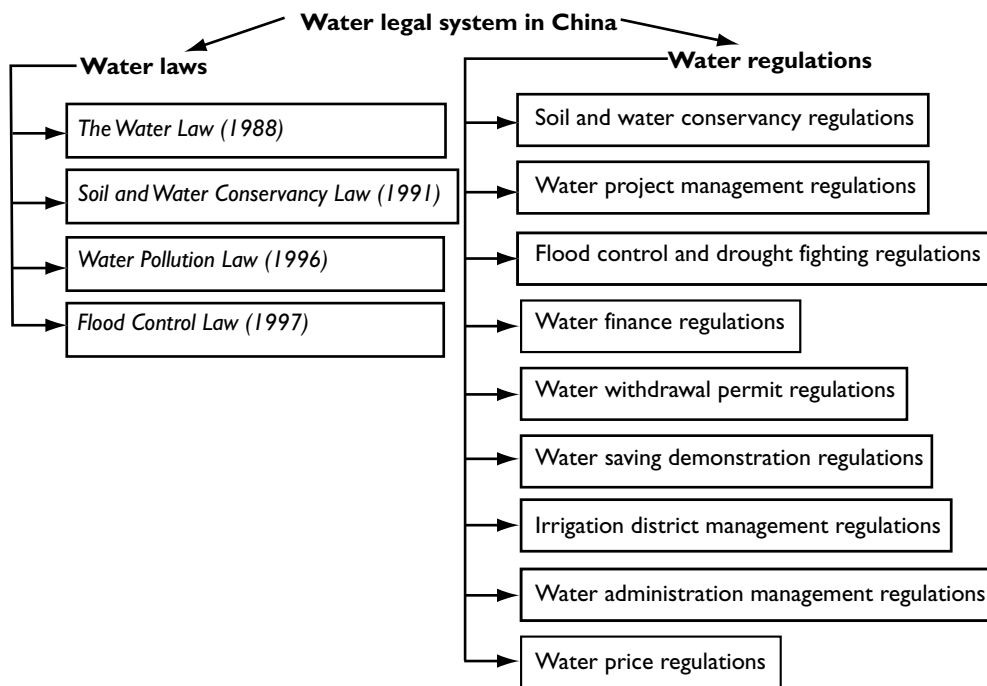 Water legal system in China
Water laws
The Water Law (1988)
Soil and Water Conservancy Law (1991)
Water Pollution Law (1996)
Flood Control Law (1997)
Water regulations
Soil and water conservancy regulations
Water project management regulations
Flood control and drought fighting regulations
Water finance regulations
Water withdrawal permit regulations
Water saving demonstration regulations
Irrigation district management regulations
Water administration management regulations
Water price regulations